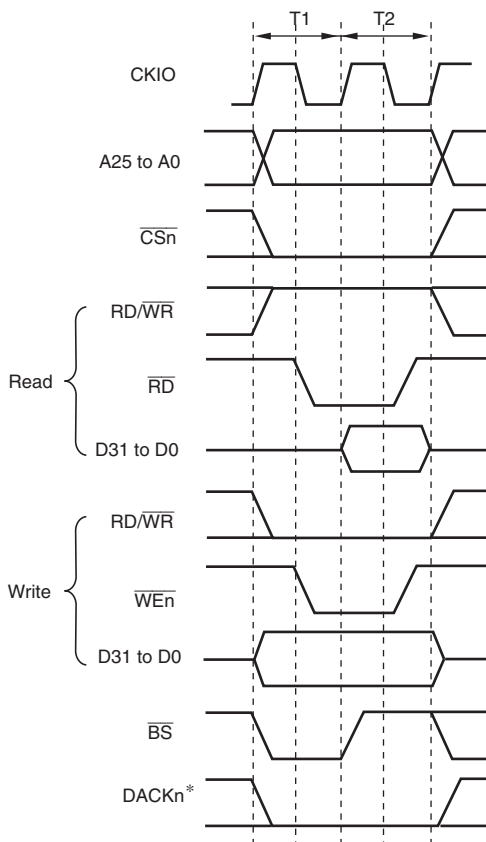 T1 T2
CKIO
A25 to A0
CSn
RD/WR
Read
RD
D31 to D0
RD/WR
Write
WEn
D31 to D0
BS
DACKn*